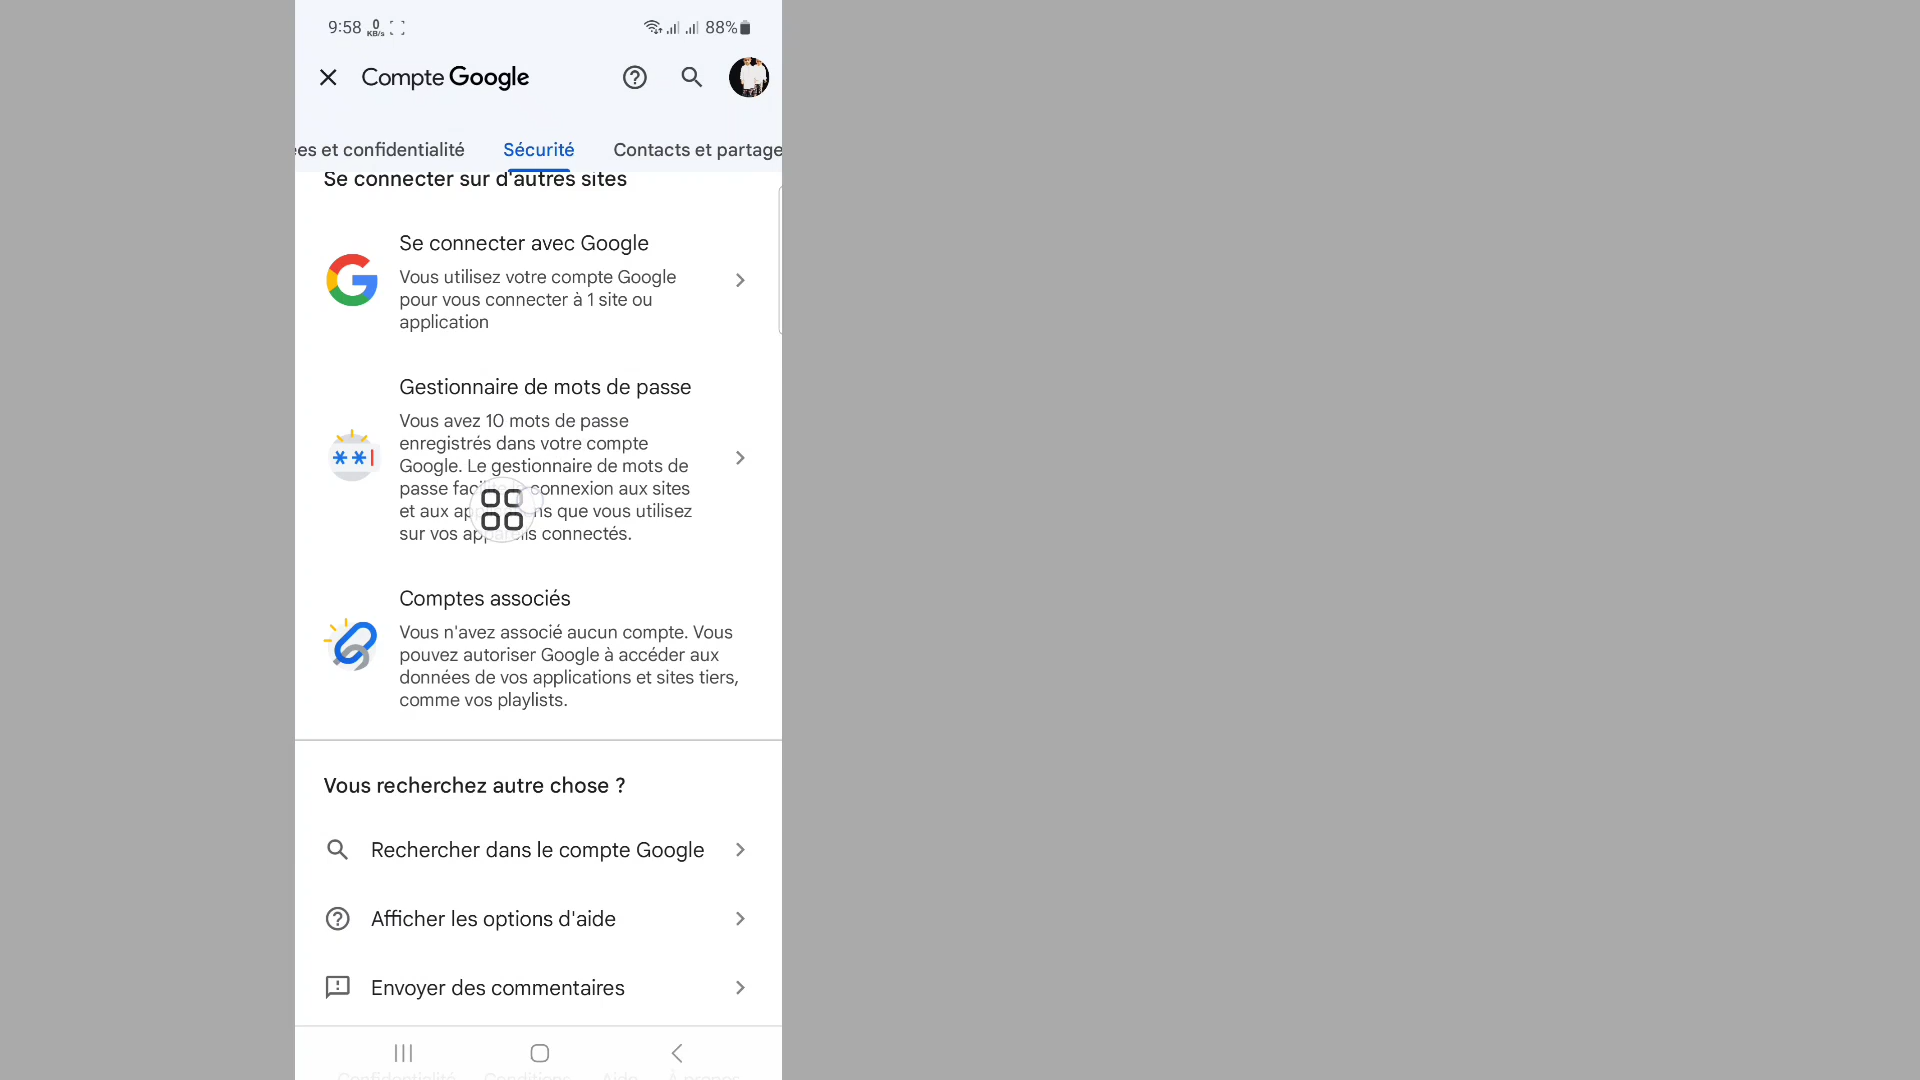 9:58 0 KB/s 88%
Compte Google
es et confidentialité Sécurité Contacts et partage
Se connecter sur d'autres sites
Se connecter avec Google
Vous utilisez votre compte Google
pour vous connecter à 1 site ou
application
Gestionnaire de mots de passe
Vous avez 10 mots de passe
enregistrés dans votre compte
Google. Le gestionnaire de mots de
passe connexion aux sites
et aux que vous utilisez
sur vos appareils connectés.
Comptes associés
Vous n'avez associé aucun compte. Vous
pouvez autoriser Google à accéder aux
données de vos applications et sites tiers,
comme vos playlists.
Vous recherchez autre chose ?
Rechercher dans le compte Google
Afficher les options d'aide
Envoyer des commentaires
Confidentialité Conditions Aide À propos